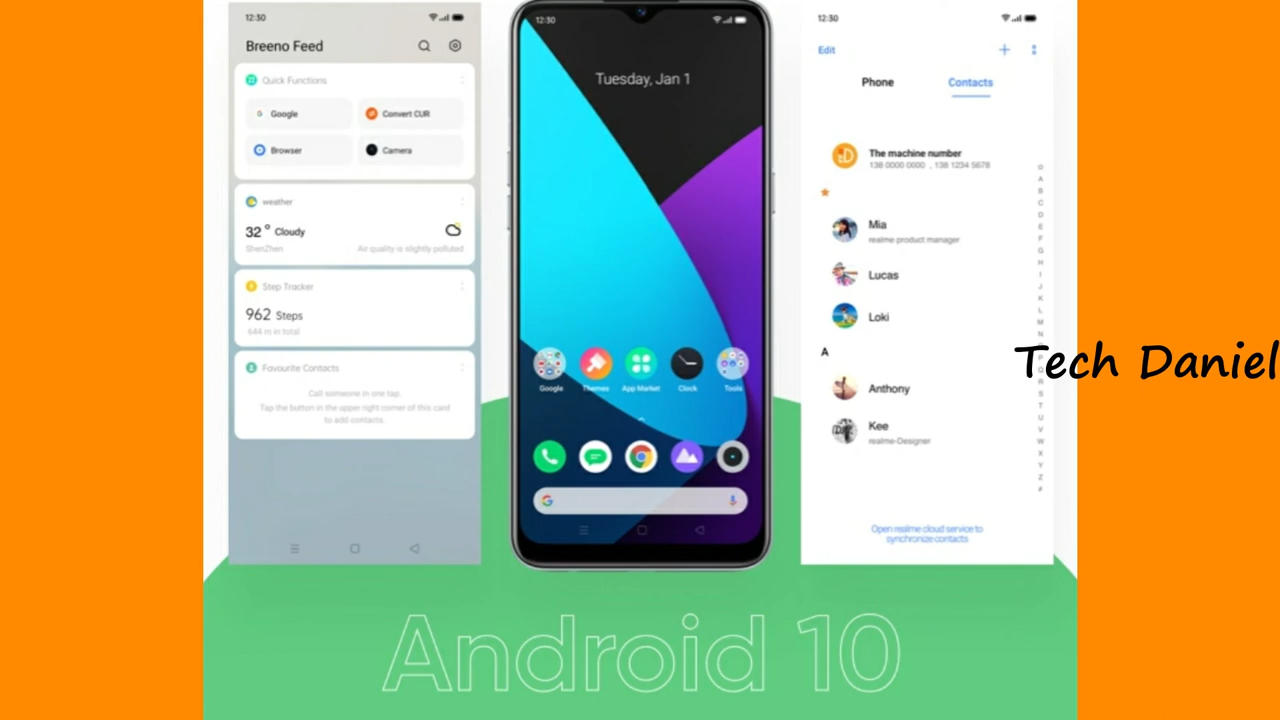 12:30
Breeno Feed
Quick Functions
Google
Convert CUR
Browser
Camera
weather
32° Cloudy
ShenZhen
Air quality is slightly polluted
Step Tracker
962 Steps
644 m in total
Favourite Contacts
Call someone in one tap.
Tap the button in the upper right corner of this card
to add contacts.
12:30
Tuesday, Jan 1
Google
Themes
App Market
Clock
Tools
12:30
Edit
Phone
Contacts
The machine number
138 0000 0000 , 138 1234 5678
Mia
realme product manager
Lucas
Loki
A
Anthony
Kee
realme-Designer
Open realme cloud service to
synchronize contacts
A
B
C
D
E
F
G
H
I
J
K
L
M
N
Q
R
S
T
U
V
W
X
Y
Z
#
Tech Daniel
Android 10